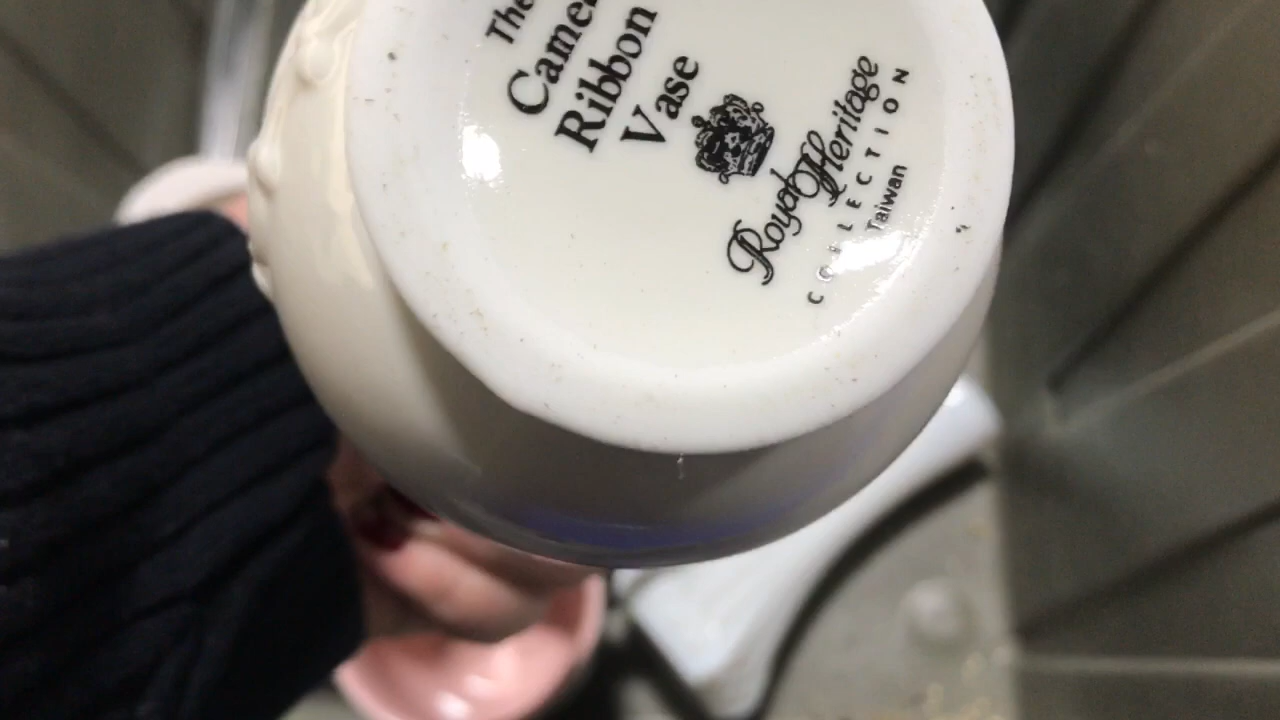 The
Ribbon
Vase
Royal Heritage
COLLECTION
Taiwan